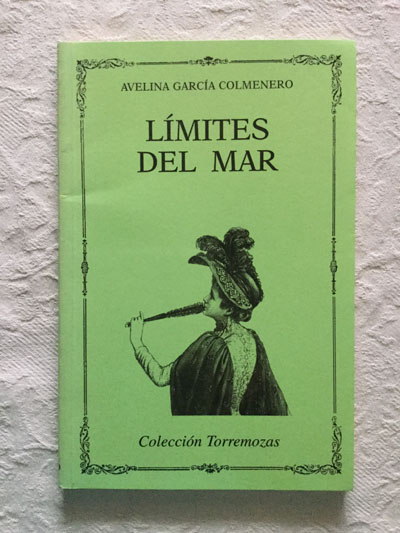 AVELINA GARCÍA COLMENERO
LÍMITES
DEL MAR
Colección Torremozas